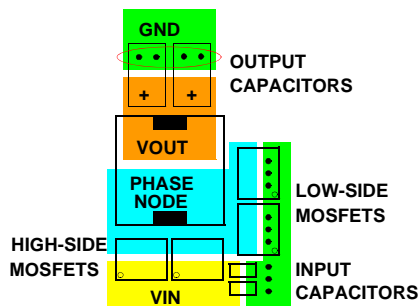 GND
OUTPUT
CAPACITORS
+ +
VOUT
PHASE
NODE
LOW-SIDE
MOSFETS
HIGH-SIDE
MOSFETS
INPUT
CAPACITORS
VIN